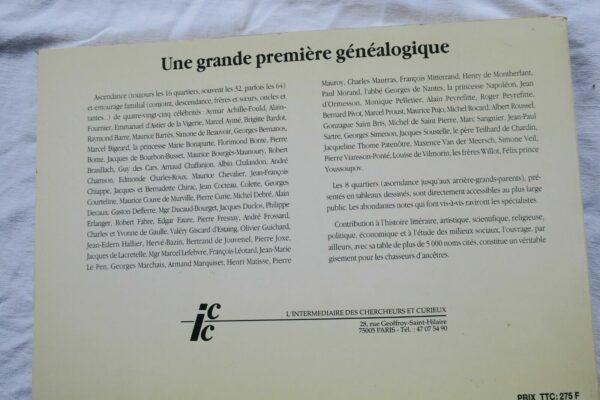 Une grande première généalogique
Ascendance (toujours les 16 quartiers, souvent les 32, parfois les 64)
et entourage familial (conjoint, descendance, frères et sœurs, oncles et
tantes...) de quatre-vingt-cinq célébrités : Aymar Achille-Fould, Alain-
Fournier, Emmanuel d'Astier de la Vigerie, Marcel Aymé, Brigitte Bardot,
Raymond Barre, Maurice Barrès, Simone de Beauvoir, Georges Bernanos,
Marcel Bigeard, la princesse Marie Bonaparte, Florimond Bonte, Pierre
Bonte, Jacques de Bourbon-Busset, Maurice Bourgès-Maunoury, Robert
Brasillach, Guy des Cars, Arnaud Chaffanjon, Albin Chalandon, André
Chamson, Edmonde Charles-Roux, Maurice Chevalier, Jean-François
Chiappe, Jacques et Bernadette Chirac, Jean Cocteau, Colette, Georges
Courteline, Maurice Couve de Murville, Pierre Curie, Michel Debré, Alain
Decaux, Gaston Defferre, Mgr Ducaud-Bourget, Jacques Duclos, Philippe
Erlanger, Robert Fabre, Edgar Faure, Pierre Fresnay, André Frossard,
Charles et Yvonne de Gaulle, Valéry Giscard d'Estaing, Olivier Guichard,
Jean-Edern Hallier, Hervé-Bazin, Bertrand de Jouvenel, Pierre Joxe,
Jacques de Lacretelle, Mgr Marcel Lefebvre, François Léotard, Jean-Marie
Le Pen, Georges Marchais, Armand Marquiset, Henri Matisse, Pierre
Mauroy, Charles Maurras, François Mitterrand, Henry de Montherlant,
Paul Morand, l'abbé Georges de Nantes, la princesse Napoléon, Jean
d'Ormesson, Monique Pelletier, Alain Peyrefitte, Roger Peyrefitte,
Bernard Pivot, Marcel Proust, Maurice Pujo, Michel Rocard, Albert Roussel,
Gonzague Saint Bris, Michel de Saint Pierre, Marc Sangnier, Jean-Paul
Sartre, Georges Simenon, Jacques Soustelle, le père Teilhard de Chardin,
Jacqueline Thome Patenôtre, Maxence Van der Meersch, Simone Veil,
Pierre Viansson-Ponté, Louise de Vilmorin, les frères Willot, Félix prince
Youssoupov.
Les 8 quartiers (ascendance jusqu'aux arrière-grands-parents), pré-
sentés en tableaux dessinés, sont directement accessibles au plus large
public. Les abondantes notes qui font vis-à-vis raviront les spécialistes.
Contribution à l'histoire littéraire, artistique, scientifique, religieuse,
politique, économique et à l'étude des milieux sociaux, l'ouvrage, par
ailleurs, avec sa table de plus de 5 000 noms cités, constitue un véritable
gisement pour les chasseurs d'ancêtres.
icc
L'INTERMEDIAIRE DES CHERCHEURS ET CURIEUX
28, rue Geoffroy-Saint-Hilaire
75005 PARIS - Tél. : 47 07 54 90
PRIX TTC: 275 F